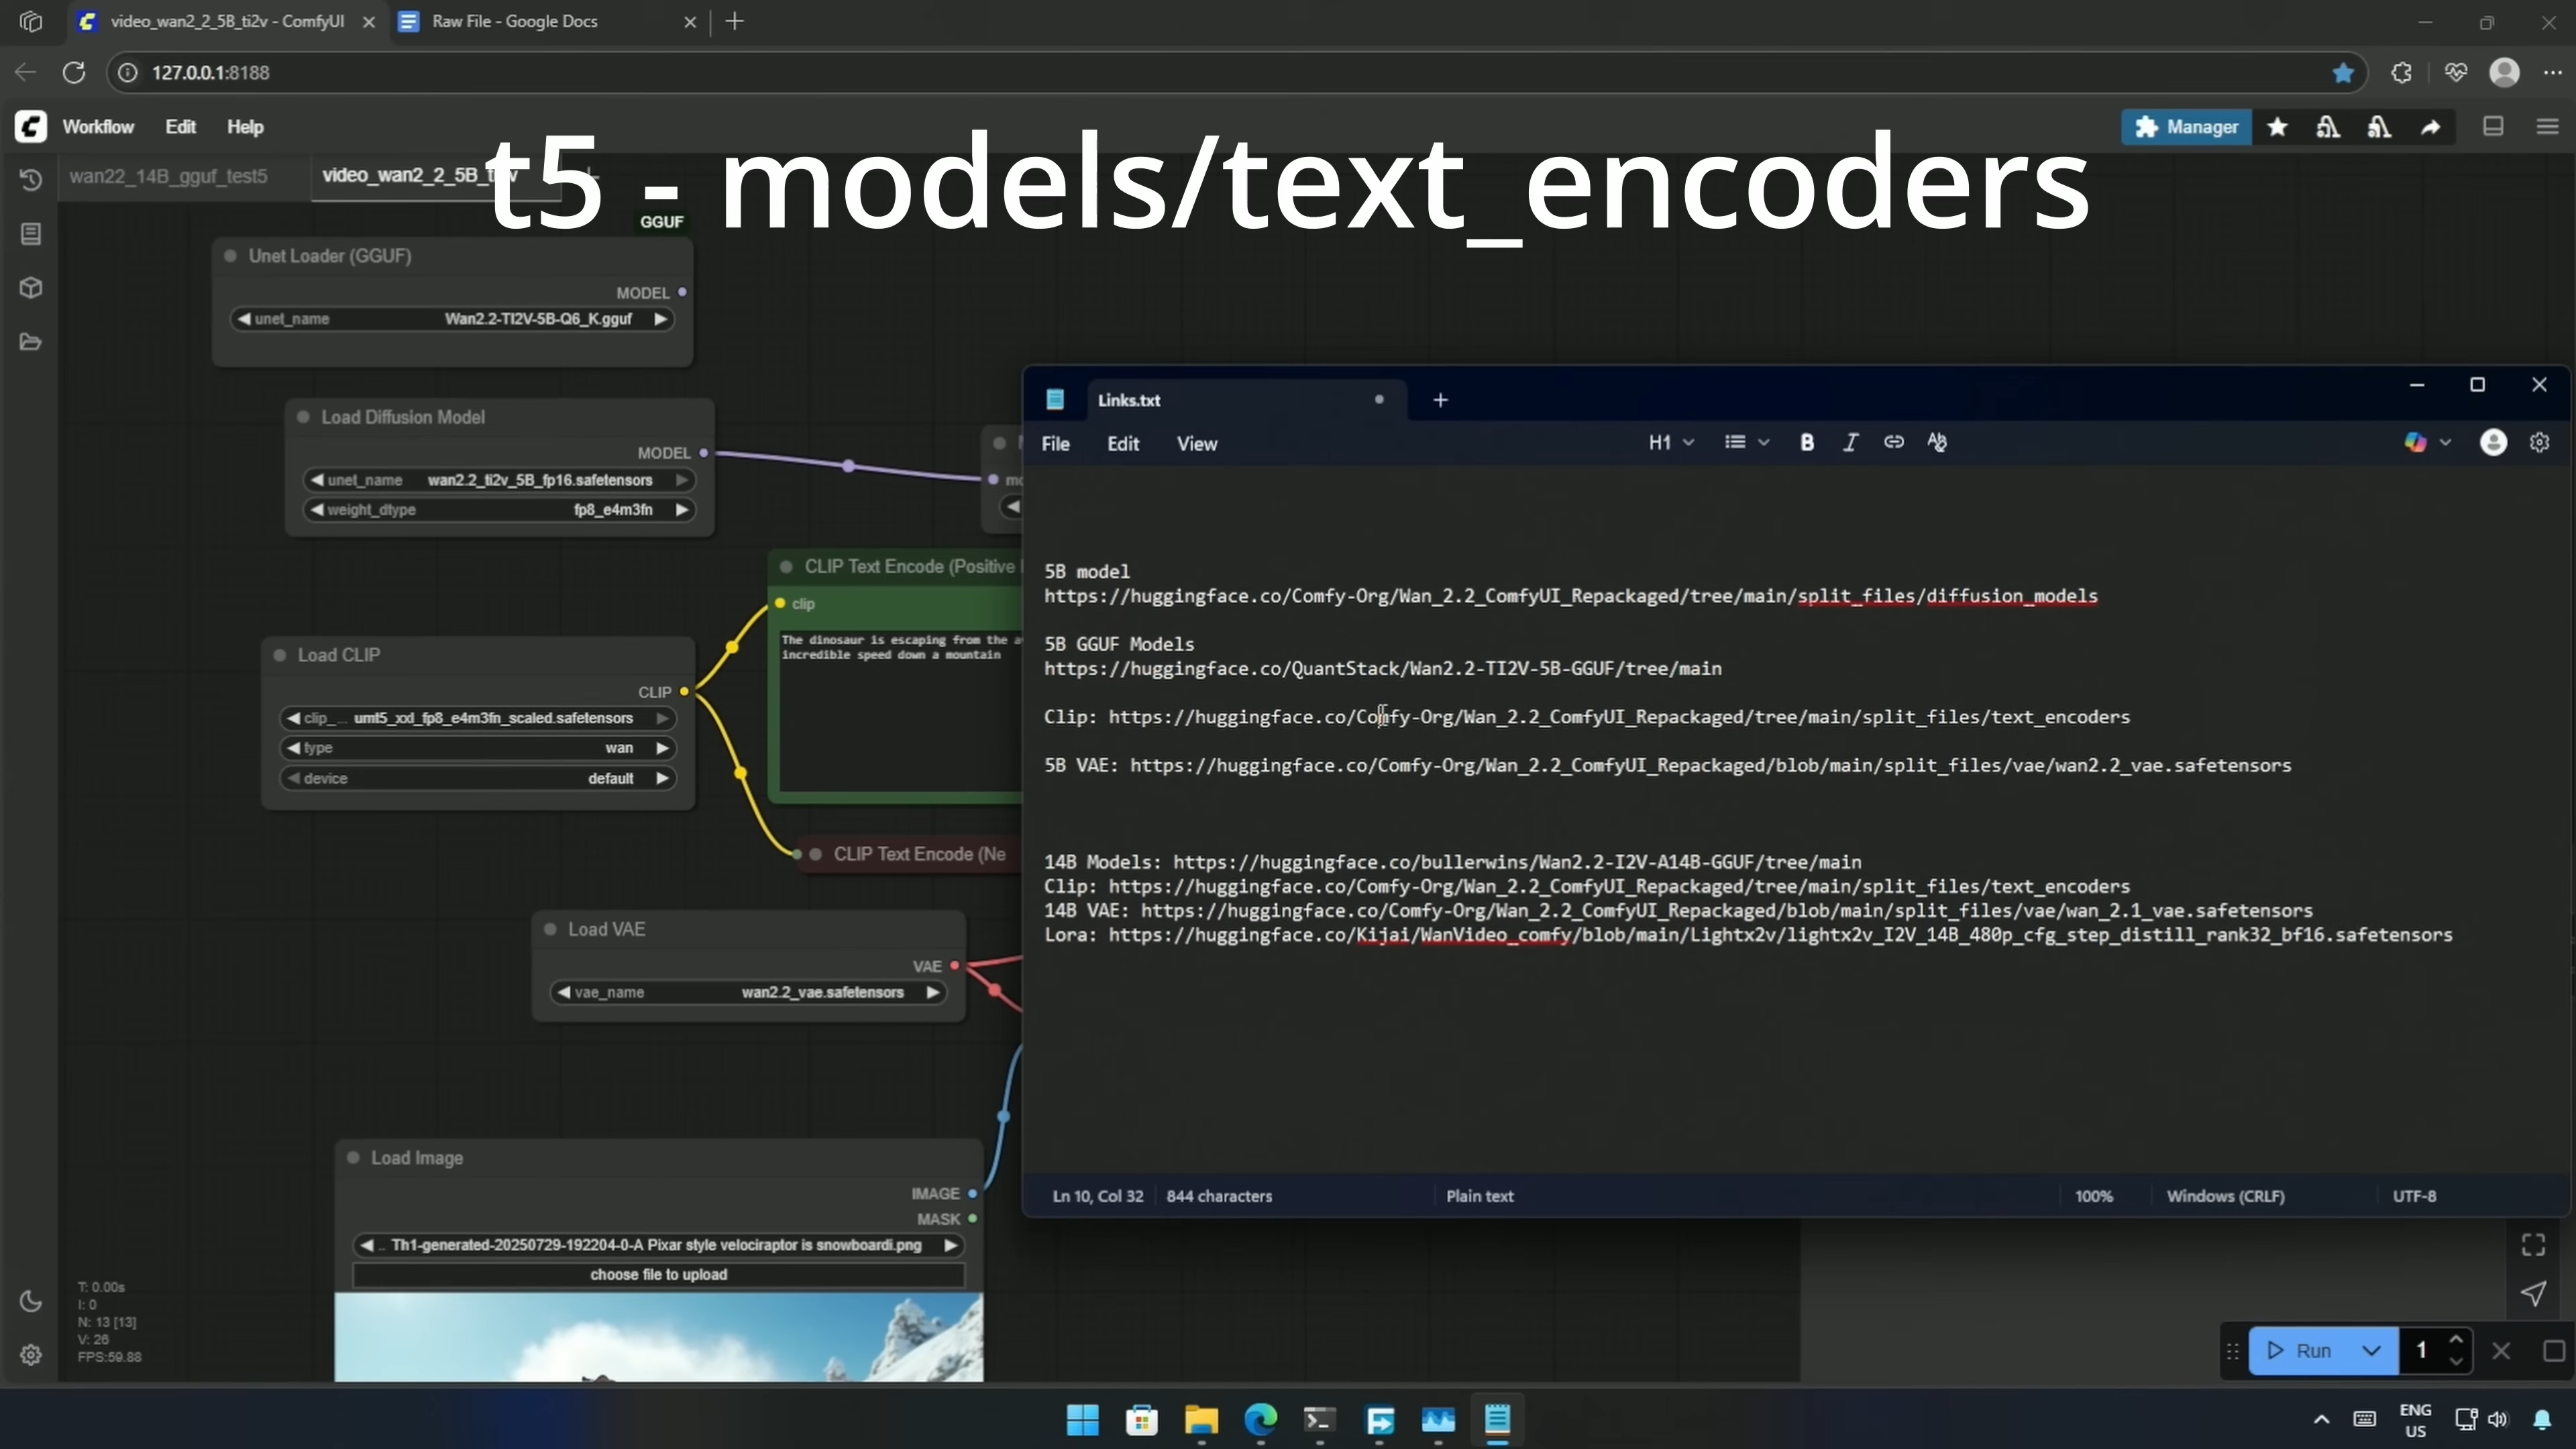 video_wan2_2_5B_ti2v - ComfyUI
Raw File - Google Docs
127.0.0.1:8188
Workflow
Edit
Help
Manager
t5 - models/text_encoders
wan22_14B_gguf_test5
GGUF
Unet Loader (GGUF)
MODEL
unet_name
Wan2.2-TI2V-5B-Q6_K.gguf
Load Diffusion Model
MODEL
unet_name wan2.2_ti2v_5B_fp16.safetensors
weight_dtype fp8_e4m3fn
CLIP Text Encode (Positive
clip
The dinosaur is escaping from the
incredible speed down a mountain
Load CLIP
CLIP
clip_... umt5_xxl_fp8_e4m3fn_scaled.safetensors
type wan
device default
CLIP Text Encode (Ne
Load VAE
VAE
vae_name wan2.2_vae.safetensors
Load Image
IMAGE
MASK
.. Th1-generated-20250729-192204-0-A Pixar style velociraptor is snowboardi.png
choose file to upload
T: 0.00s
I: 0
N: 13 [13]
V: 26
FPS:59.88
Links.txt
File
Edit
View
H1
5B model
https://huggingface.co/Comfy-Org/Wan_2.2_ComfyUI_Repackaged/tree/main/split_files/diffusion_models
5B GGUF Models
https://huggingface.co/QuantStack/Wan2.2-TI2V-5B-GGUF/tree/main
Clip: https://huggingface.co/Comfy-Org/Wan_2.2_ComfyUI_Repackaged/tree/main/split_files/text_encoders
5B VAE: https://huggingface.co/Comfy-Org/Wan_2.2_ComfyUI_Repackaged/blob/main/split_files/vae/wan2.2_vae.safetensors
14B Models: https://huggingface.co/bullerwins/Wan2.2-I2V-A14B-GGUF/tree/main
Clip: https://huggingface.co/Comfy-Org/Wan_2.2_ComfyUI_Repackaged/tree/main/split_files/text_encoders
14B VAE: https://huggingface.co/Comfy-Org/Wan_2.2_ComfyUI_Repackaged/blob/main/split_files/vae/wan_2.1_vae.safetensors
Lora: https://huggingface.co/Kijai/WanVideo_comfy/blob/main/Lightx2v/lightx2v_I2V_14B_480p_cfg_step_distill_rank32_bf16.safetensors
Ln 10, Col 32
844 characters
Plain text
100%
Windows (CRLF)
UTF-8
Run
1
ENG
US